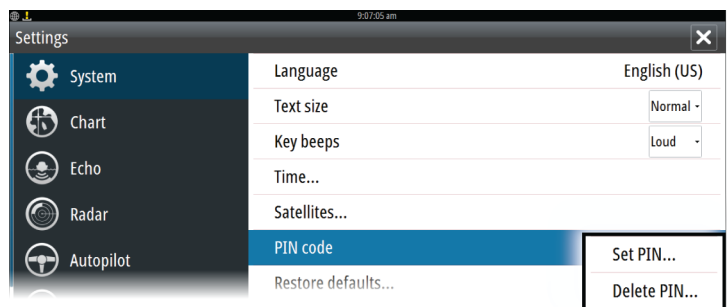 9:07:05 am
Settings
System
Language English (US)
Text size Normal
Chart
Key beeps Loud
Echo
Time...
Radar
Satellites...
Autopilot
PIN code
Set PIN...
Restore defaults...
Delete PIN...